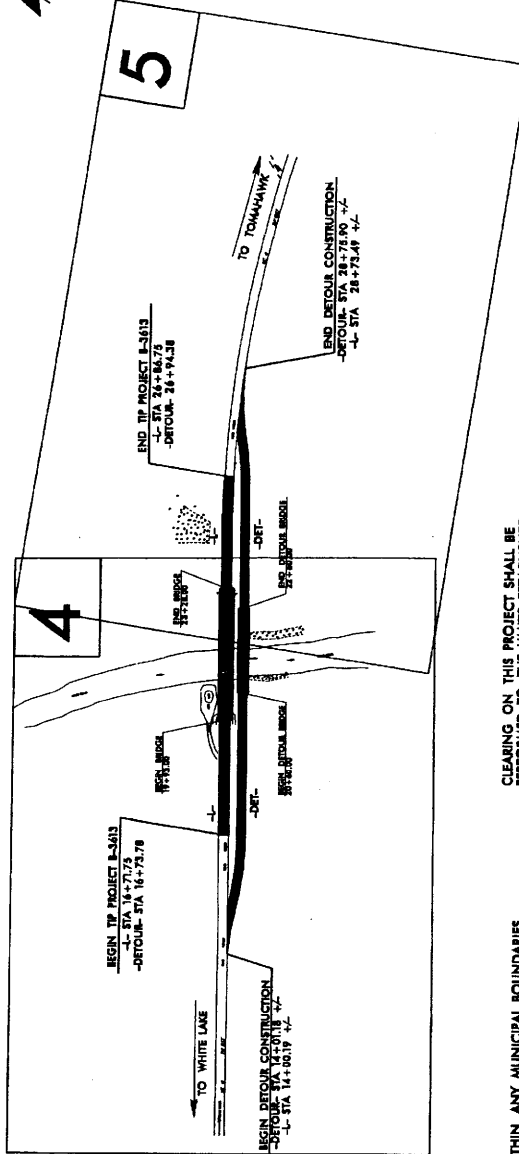 5
4
TO TOMAHAWK
END TIP PROJECT B-3613
-L- STA 26+86.75
-DETOUR- 26+94.38
END DETOUR CONSTRUCTION
-DETOUR- STA 28+75.90 +/-
-L- STA 28+73.49 +/-
-L-
-DET-
END BRIDGE
END DETOUR BRIDGE
BEGIN BRIDGE
BEGIN DETOUR BRIDGE
-L-
-DET-
BEGIN TIP PROJECT B-3613
-L- STA 16+71.75
-DETOUR- STA 16+73.78
TO WHITE LAKE
BEGIN DETOUR CONSTRUCTION
-DETOUR- STA 14+01.18 +/-
-L- STA 14+00.19 +/-
CLEARING ON THIS PROJECT SHALL BE
THIN ANY MUNICIPAL BOUNDARIES